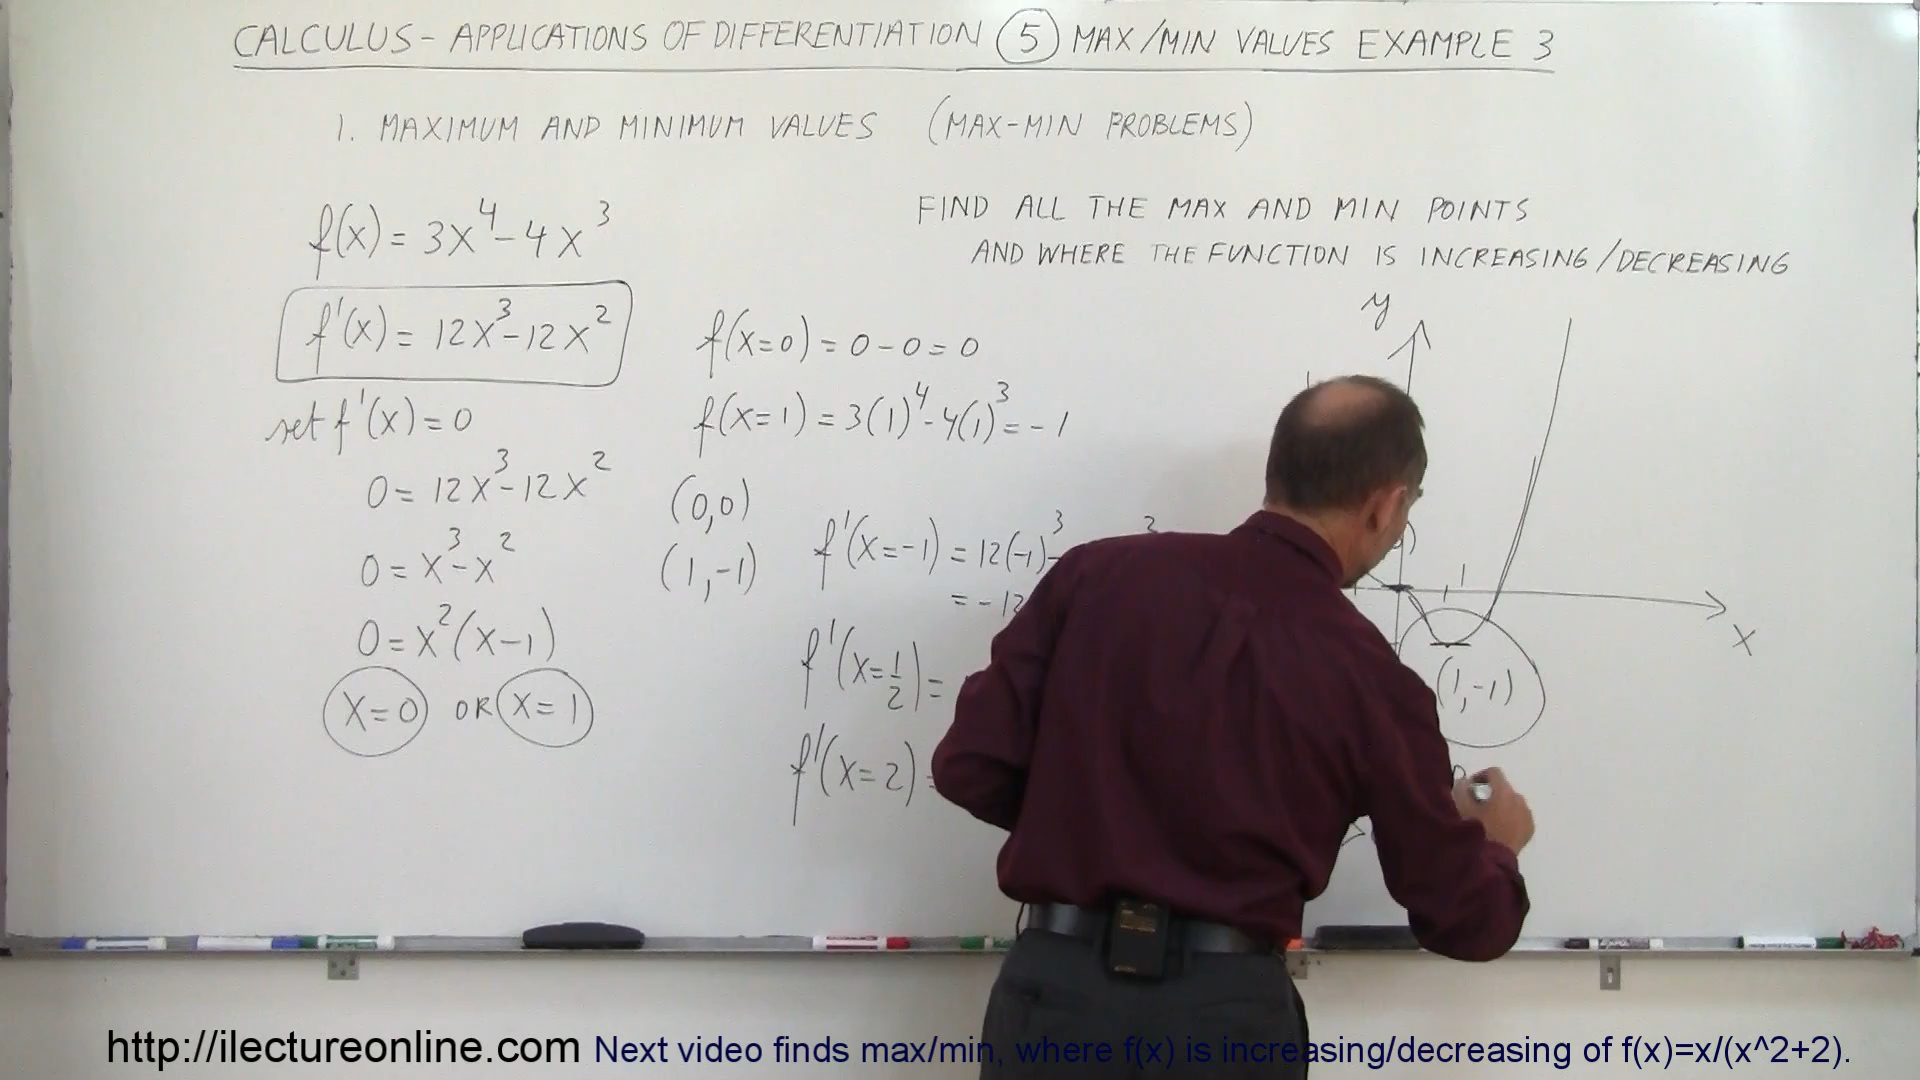 CALCULUS - APPLICATIONS OF DIFFERENTIATION (5) MAX/MIN VALUES EXAMPLE 3
1. MAXIMUM AND MINIMUM VALUES (MAX-MIN PROBLEMS)
FIND ALL THE MAX AND MIN POINTS
AND WHERE THE FUNCTION IS INCREASING/DECREASING
f(x) = 3x⁴ - 4x³
f'(x) = 12x³ - 12x²
set f'(x) = 0
0 = 12x³ - 12x²
0 = x³ - x²
0 = x²(x - 1)
x = 0 OR x = 1
f(x=0) = 0 - 0 = 0
f(x=1) = 3(1)⁴ - 4(1)³ = -1
(0,0)
(1,-1)
f'(x=-1) = 12(-1)³ -
= -12
f'(x=1/2) =
f'(x=2) =
y
1
x
(1,-1)
http://ilectureonline.com Next video finds max/min, where f(x) is increasing/decreasing of f(x)=x/(x^2+2).